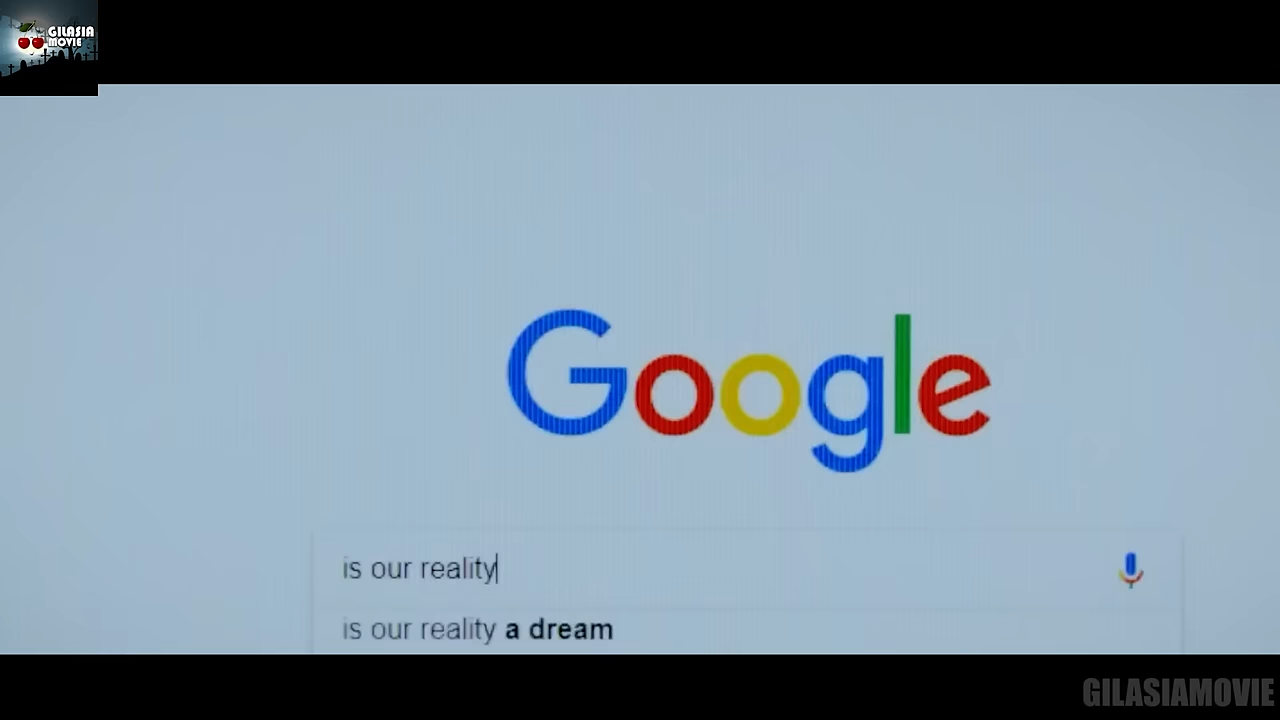 GILASIA
MOVIE
Google
is our reality
is our reality a dream
GILASIAMOVIE